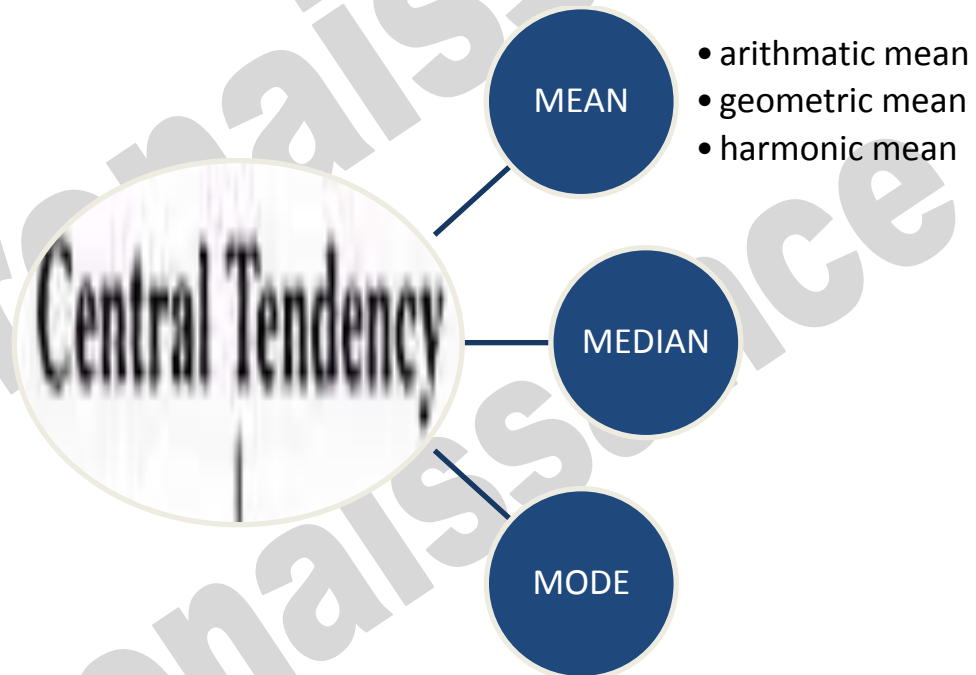 MEAN
• arithmatic mean
• geometric mean
• harmonic mean
Central Tendency
MEDIAN
MODE